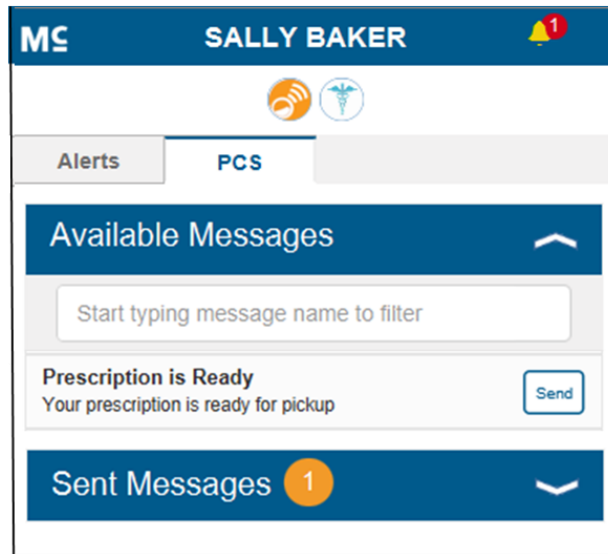 MC
SALLY BAKER
1
Alerts
PCS
Available Messages
Start typing message name to filter
Prescription is Ready
Your prescription is ready for pickup
Send
Sent Messages 1